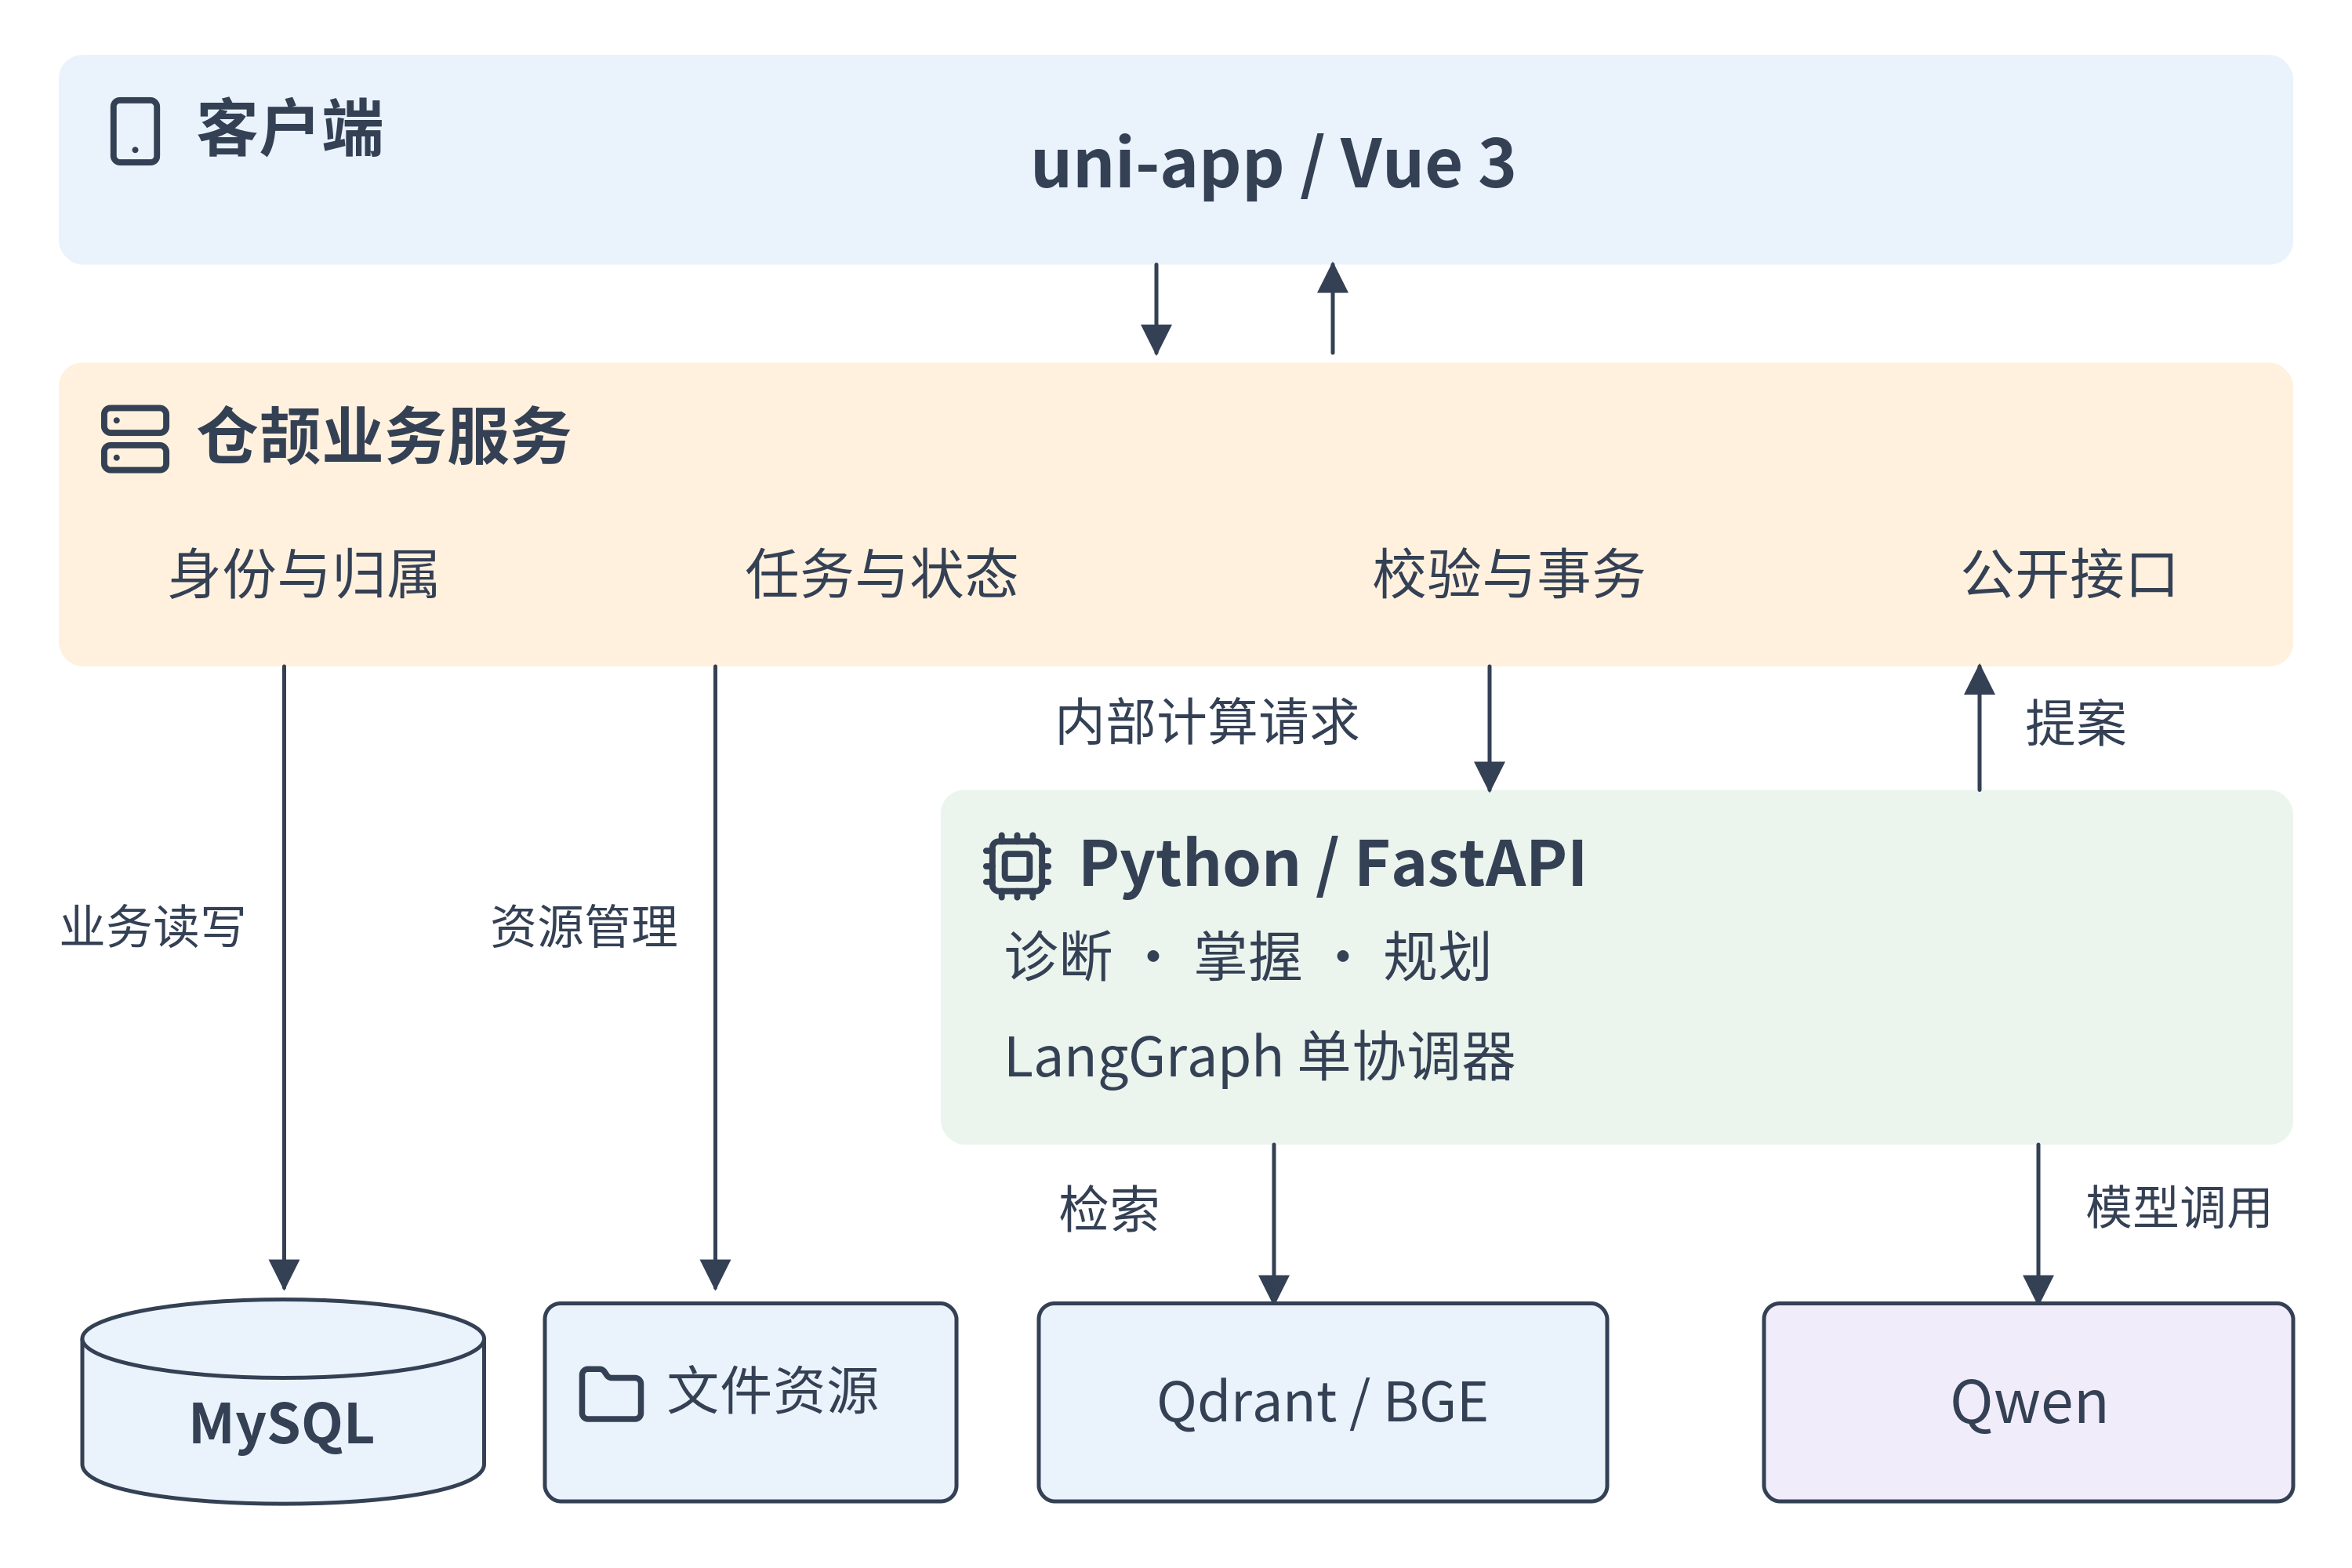 客户端
uni-app / Vue 3
仓颉业务服务
身份与归属
任务与状态
校验与事务
公开接口
内部计算请求
提案
Python / FastAPI
诊断 · 掌握 · 规划
LangGraph 单协调器
业务读写
资源管理
检索
模型调用
MySQL
文件资源
Qdrant / BGE
Qwen